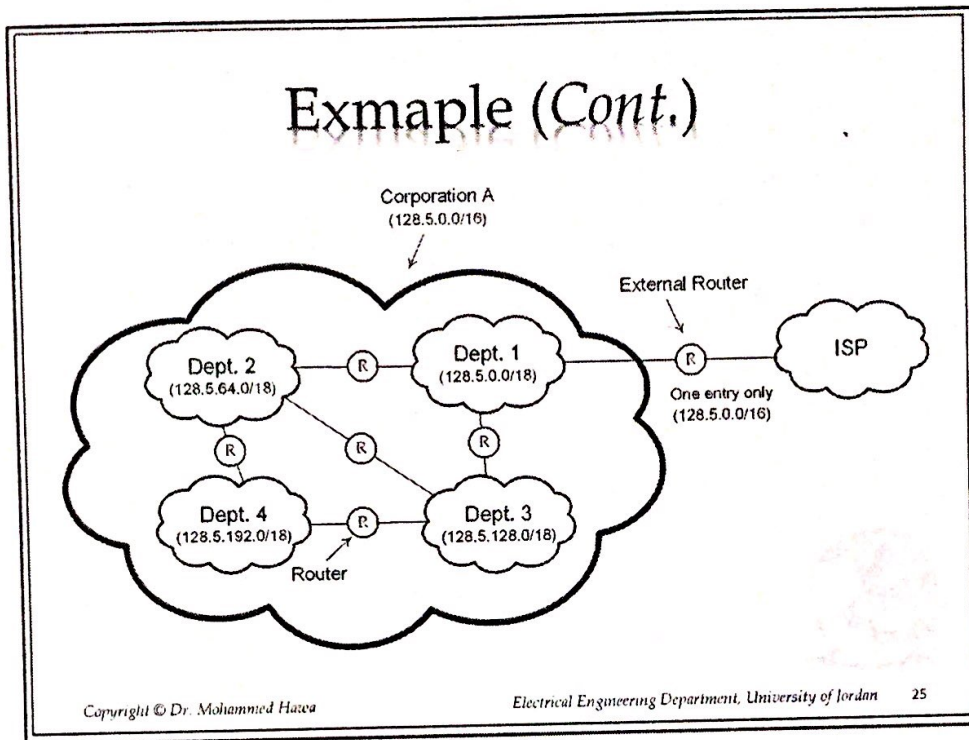 Exmaple (Cont.)
Corporation A
(128.5.0.0/16)
External Router
ISP
Dept. 2
(128.5.64.0/18)
R
Dept. 1
(128.5.0.0/18)
R
One entry only
(128.5.0.0/16)
R
R
R
Dept. 4
(128.5.192.0/18)
R
Dept. 3
(128.5.128.0/18)
Router
Copyright © Dr. Mohammed Hawa
Electrical Engineering Department, University of Jordan
25